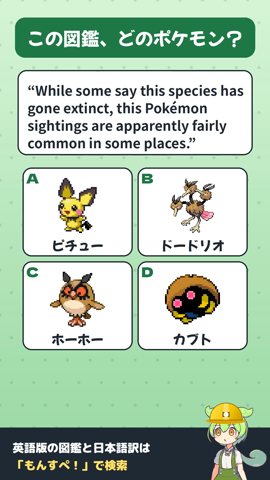 この図鑑、どのポケモン？
“While some say this species has
gone extinct, this Pokémon
sightings are apparently fairly
common in some places.”
A
ピチュー
B
ドードリオ
C
ホーホー
D
カブト
英語版の図鑑と日本語訳は
「もんすぺ！」で検索